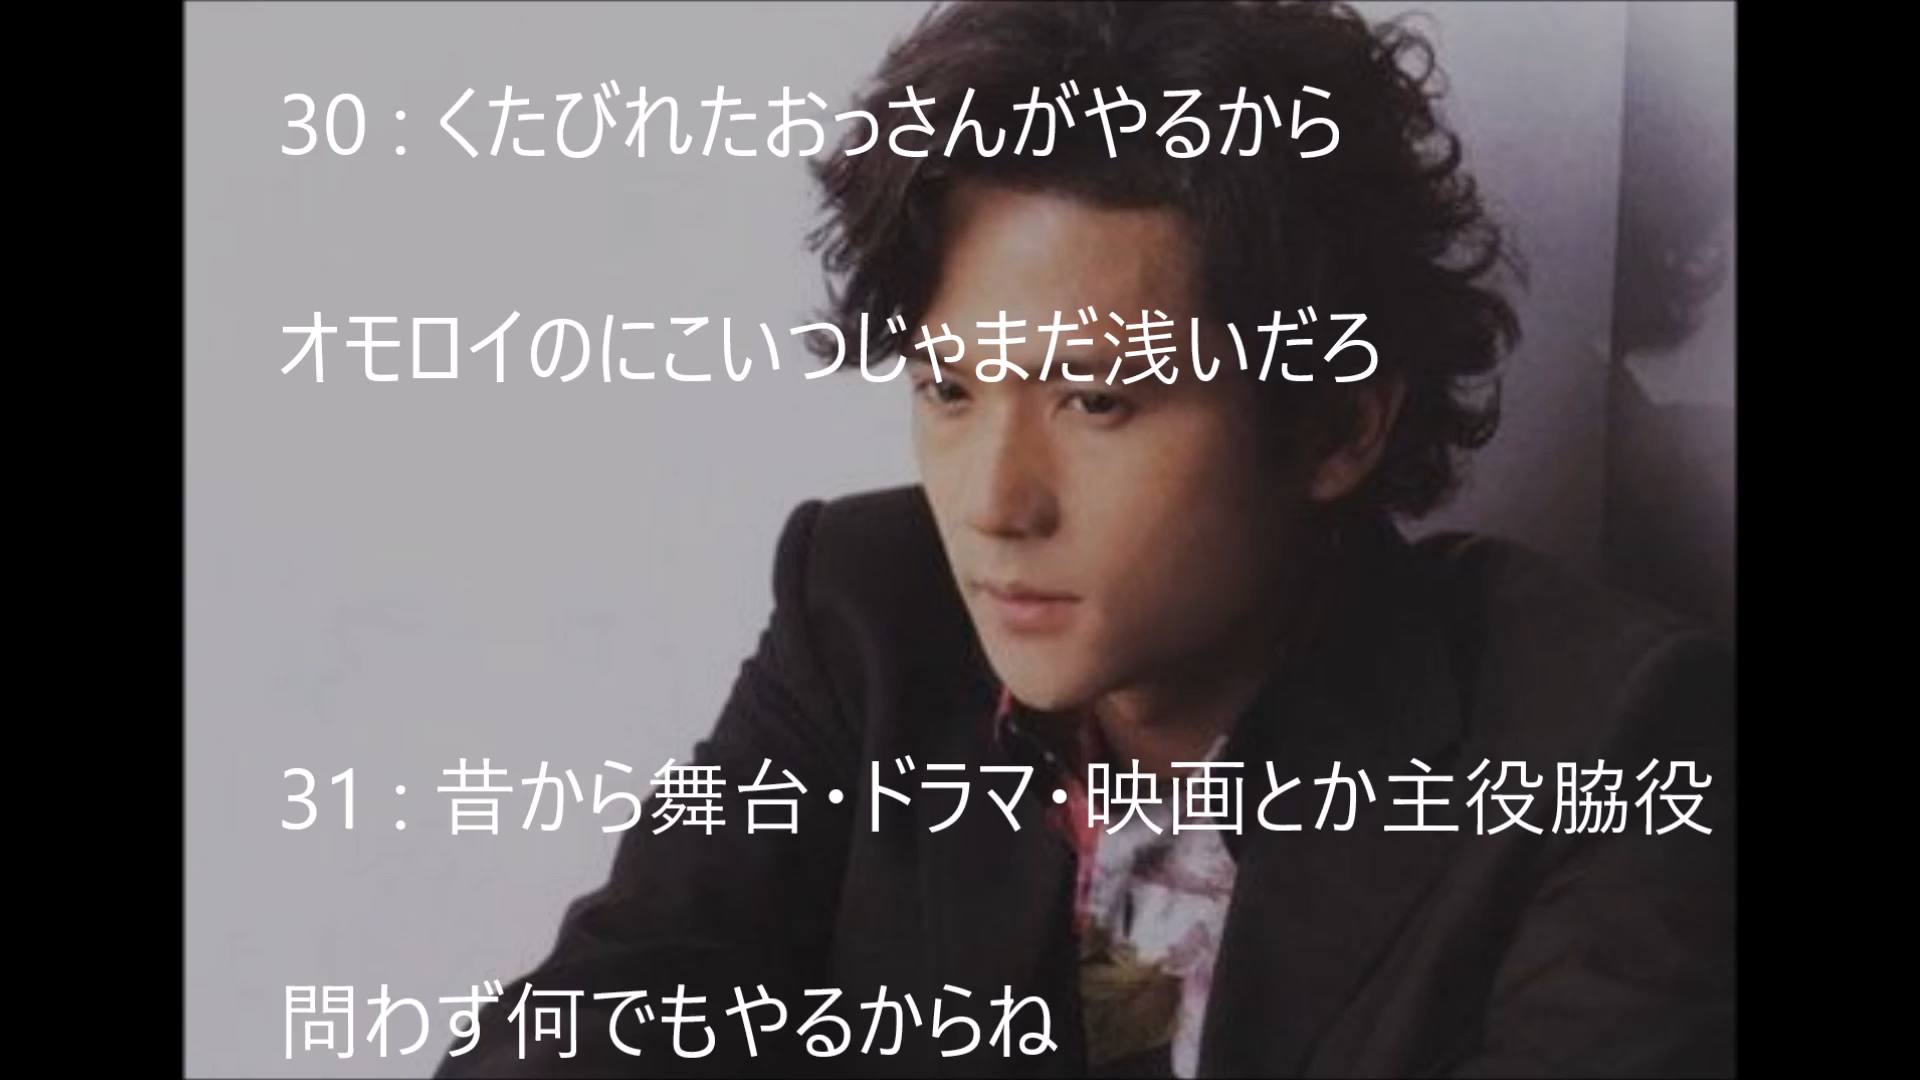 30 : くたびれたおっさんがやるから
オモロイのにこいつじゃまだ浅いだろ
31 : 昔から舞台・ドラマ・映画とか主役脇役
問わず何でもやるからね